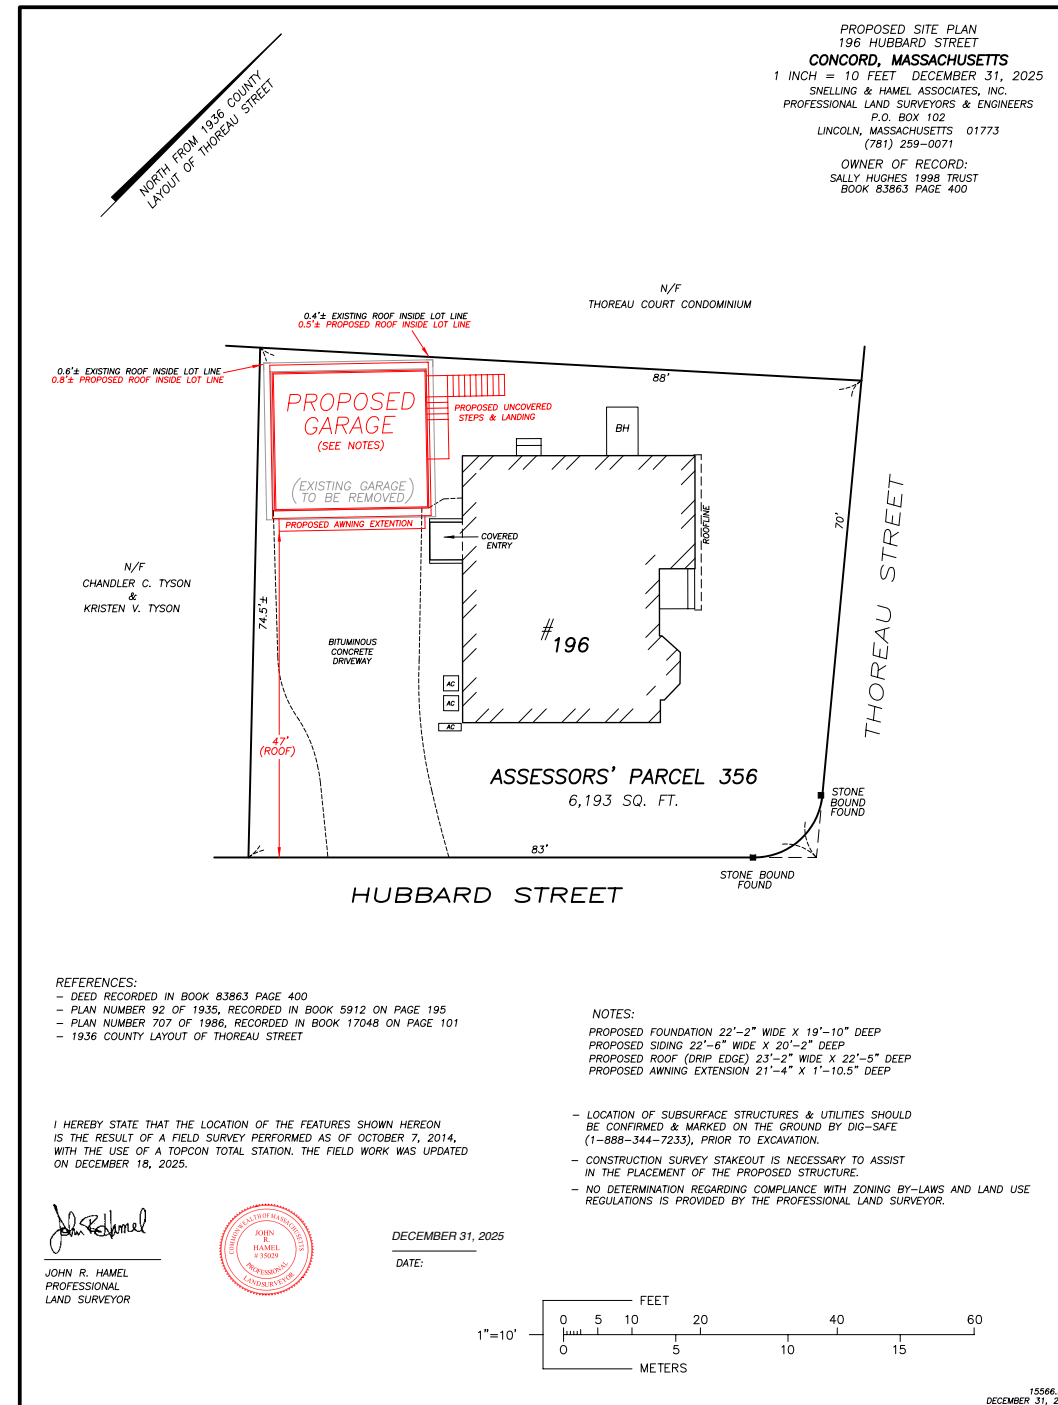 PROPOSED SITE PLAN
196 HUBBARD STREET
CONCORD, MASSACHUSETTS
1 INCH = 10 FEET DECEMBER 31, 2025
SNELLING & HAMEL ASSOCIATES, INC.
PROFESSIONAL LAND SURVEYORS & ENGINEERS
P.O. BOX 102
LINCOLN, MASSACHUSETTS 01773
(781) 259-0071
OWNER OF RECORD:
SALLY HUGHES 1998 TRUST
BOOK 83863 PAGE 400
NORTH FROM 1936 COUNTY
LAYOUT OF THOREAU STREET
N/F
THOREAU COURT CONDOMINIUM
0.4'± EXISTING ROOF INSIDE LOT LINE
0.5'± PROPOSED ROOF INSIDE LOT LINE
0.6'± EXISTING ROOF INSIDE LOT LINE
0.8'± PROPOSED ROOF INSIDE LOT LINE
88'
PROPOSED
GARAGE
(SEE NOTES)
(EXISTING GARAGE)
TO BE REMOVED
PROPOSED UNCOVERED
STEPS & LANDING
BH
PROPOSED AWNING EXTENTION
COVERED
ENTRY
ROOFLINE
70'
THOREAU STREET
N/F
CHANDLER C. TYSON
&
KRISTEN V. TYSON
74.5'±
BITUMINOUS
CONCRETE
DRIVEWAY
#196
AC
AC
AC
47'
(ROOF)
ASSESSORS' PARCEL 356
6,193 SQ. FT.
STONE
BOUND
FOUND
83'
STONE BOUND
FOUND
HUBBARD STREET
REFERENCES:
- DEED RECORDED IN BOOK 83863 PAGE 400
- PLAN NUMBER 92 OF 1935, RECORDED IN BOOK 5912 ON PAGE 195
- PLAN NUMBER 707 OF 1986, RECORDED IN BOOK 17048 ON PAGE 101
- 1936 COUNTY LAYOUT OF THOREAU STREET
NOTES:
PROPOSED FOUNDATION 22'-2" WIDE X 19'-10" DEEP
PROPOSED SIDING 22'-6" WIDE X 20'-2" DEEP
PROPOSED ROOF (DRIP EDGE) 23'-2" WIDE X 22'-5" DEEP
PROPOSED AWNING EXTENSION 21'-4" X 1'-10.5" DEEP
- LOCATION OF SUBSURFACE STRUCTURES & UTILITIES SHOULD
BE CONFIRMED & MARKED ON THE GROUND BY DIG-SAFE
(1-888-344-7233), PRIOR TO EXCAVATION.
- CONSTRUCTION SURVEY STAKEOUT IS NECESSARY TO ASSIST
IN THE PLACEMENT OF THE PROPOSED STRUCTURE.
- NO DETERMINATION REGARDING COMPLIANCE WITH ZONING BY-LAWS AND LAND USE
REGULATIONS IS PROVIDED BY THE PROFESSIONAL LAND SURVEYOR.
I HEREBY STATE THAT THE LOCATION OF THE FEATURES SHOWN HEREON
IS THE RESULT OF A FIELD SURVEY PERFORMED AS OF OCTOBER 7, 2014,
WITH THE USE OF A TOPCON TOTAL STATION. THE FIELD WORK WAS UPDATED
ON DECEMBER 18, 2025.
John R Hamel
JOHN R. HAMEL
PROFESSIONAL
LAND SURVEYOR
COMMONWEALTH OF MASSACHUSETTS
JOHN
R.
HAMEL
# 35029
PROFESSIONAL
LAND SURVEYOR
DECEMBER 31, 2025
DATE:
1"=10'
FEET
0 5 10 20 40 60
0 5 10 15
METERS
15566.
DECEMBER 31, 2